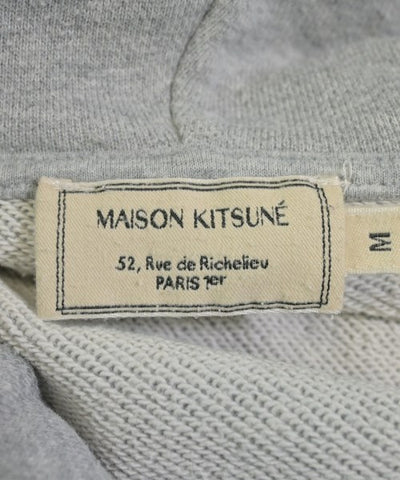 MAISON KITSUNÉ
52, Rue de Richelieu
PARIS 1er
M